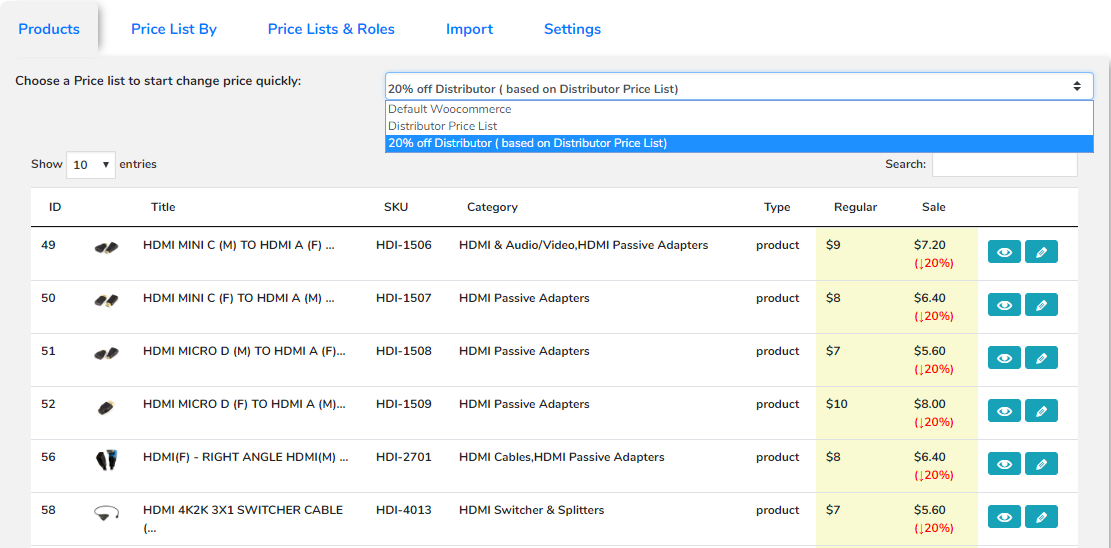 Products Price List By Price Lists & Roles Import Settings
Choose a Price list to start change price quickly: 20% off Distributor ( based on Distributor Price List)
Default Woocommerce
Distributor Price List
20% off Distributor ( based on Distributor Price List)
Show 10 entries Search:
ID Title SKU Category Type Regular Sale
49 HDMI MINI C (M) TO HDMI A (F) ... HDI-1506 HDMI & Audio/Video,HDMI Passive Adapters product $9 $7.20
(↓20%)
50 HDMI MINI C (F) TO HDMI A (M) ... HDI-1507 HDMI Passive Adapters product $8 $6.40
(↓20%)
51 HDMI MICRO D (M) TO HDMI A (F)... HDI-1508 HDMI Passive Adapters product $7 $5.60
(↓20%)
52 HDMI MICRO D (F) TO HDMI A (M)... HDI-1509 HDMI Passive Adapters product $10 $8.00
(↓20%)
56 HDMI(F) - RIGHT ANGLE HDMI(M) ... HDI-2701 HDMI Cables,HDMI Passive Adapters product $8 $6.40
(↓20%)
58 HDMI 4K2K 3X1 SWITCHER CABLE HDI-4013 HDMI Switcher & Splitters product $7 $5.60
(... (↓20%)